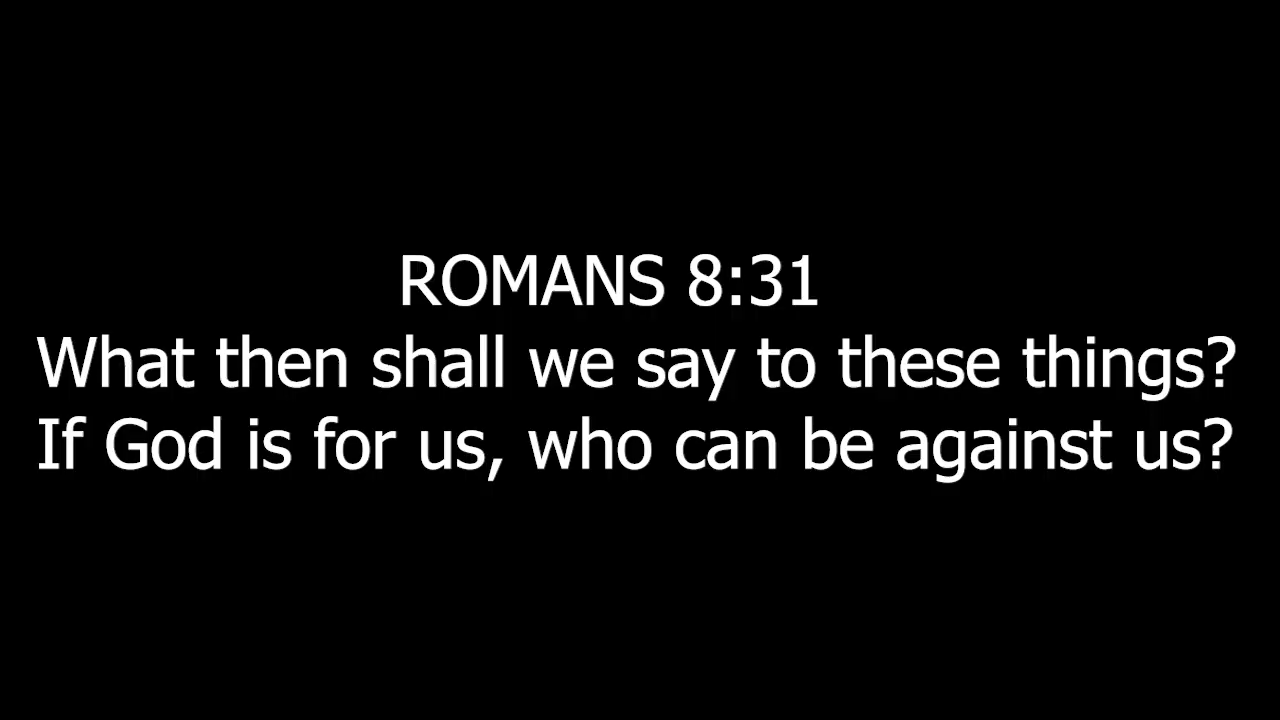 ROMANS 8:31
What then shall we say to these things?
If God is for us, who can be against us?